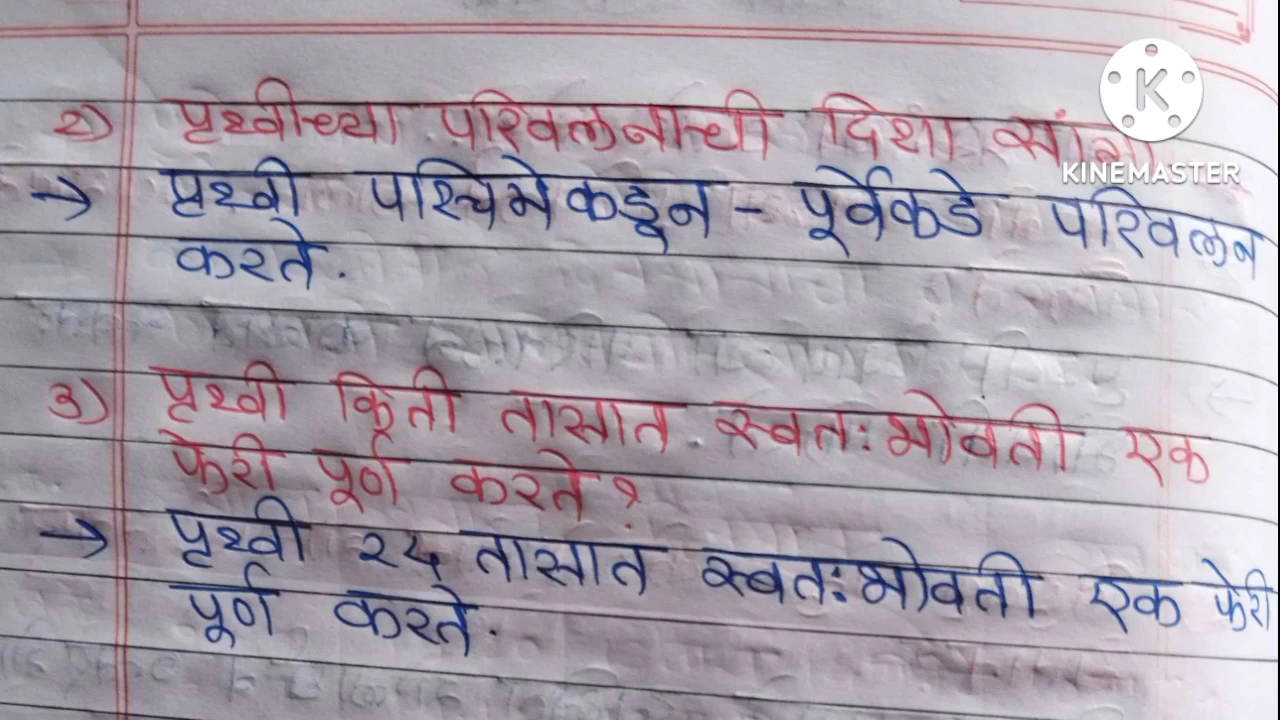 २) पृथ्वीच्या परिवलनाची दिशा सांगा
KINEMASTER
→ पृथ्वी पश्चिमेकडून - पूर्वेकडे परिवलन
करते.
३) पृथ्वी किती तासात स्वतःभोवती एक
फेरी पूर्ण करते?
→ पृथ्वी २४ तासात स्वतःभोवती एक फेरी
पूर्ण करते.